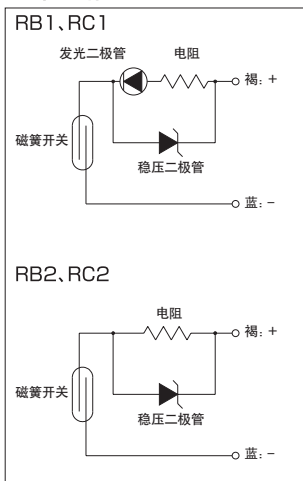 RB1、RC1
发光二极管 电阻
褐: +
磁簧开关
稳压二极管
蓝: -
RB2、RC2
电阻
褐: +
磁簧开关
稳压二极管
蓝: -